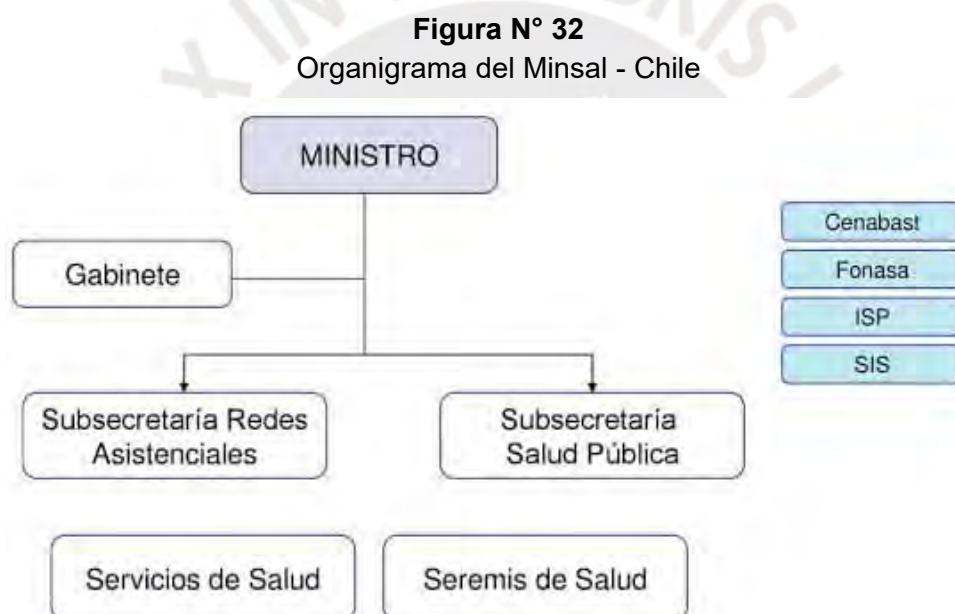 Figura N° 32
Organigrama del Minsal - Chile
MINISTRO
Gabinete
Cenabast
Fonasa
ISP
SIS
Subsecretaría Redes
Asistenciales
Subsecretaría
Salud Pública
Servicios de Salud
Seremis de Salud